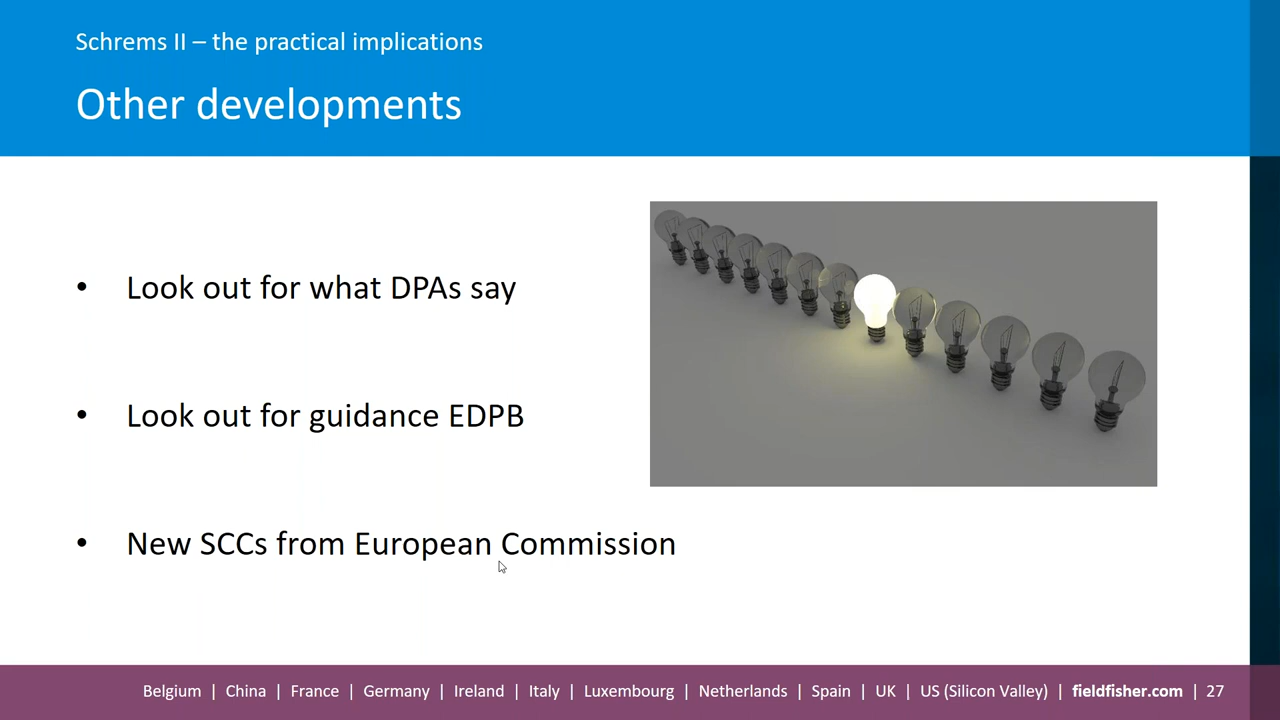 Schrems II – the practical implications
Other developments
• Look out for what DPAs say
• Look out for guidance EDPB
• New SCCs from European Commission
Belgium | China | France | Germany | Ireland | Italy | Luxembourg | Netherlands | Spain | UK | US (Silicon Valley) | fieldfisher.com | 27